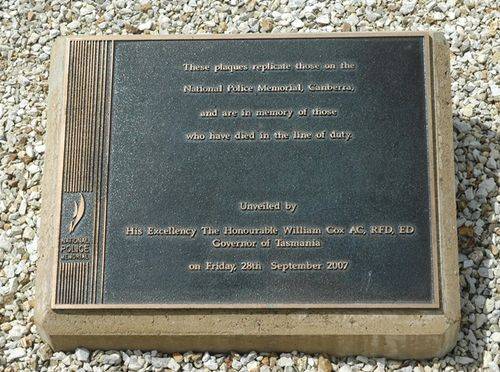 These plaques replicate those on the
National Police Memorial, Canberra,
and are in memory of those
who have died in the line of duty.
Unveiled by
His Excellency The Honourable William Cox AC, RFD, ED
Governor of Tasmania
on Friday, 28th September 2007
NATIONAL
POLICE
MEMORIAL